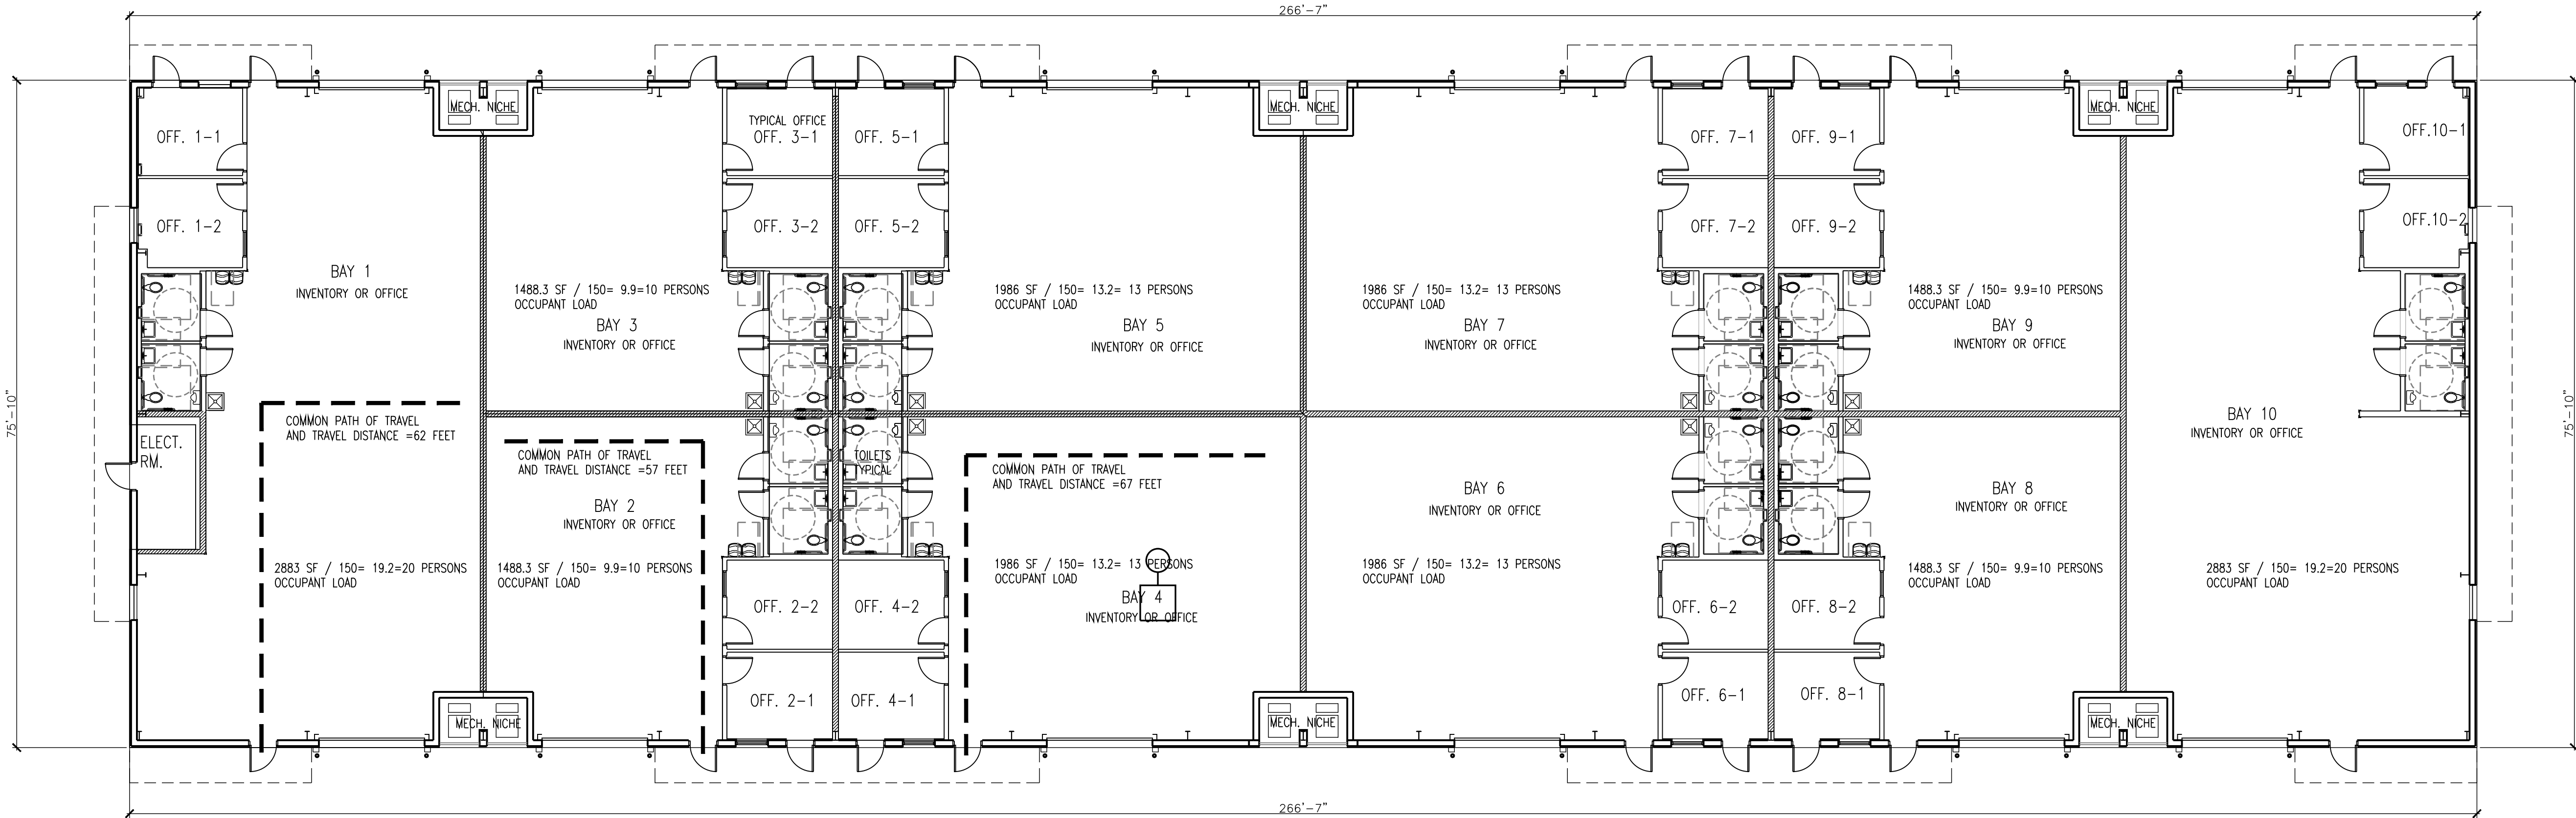 266'-7"
75'-10"
75'-10"
MECH. NICHE
MECH. NICHE
MECH. NICHE
OFF. 1-1
TYPICAL OFFICE
OFF. 3-1
OFF. 5-1
OFF. 7-1
OFF. 9-1
OFF.10-1
OFF. 1-2
OFF. 3-2
OFF. 5-2
OFF. 7-2
OFF. 9-2
OFF.10-2
BAY 1
INVENTORY OR OFFICE
1488.3 SF / 150= 9.9=10 PERSONS
OCCUPANT LOAD
BAY 3
INVENTORY OR OFFICE
1986 SF / 150= 13.2= 13 PERSONS
OCCUPANT LOAD
BAY 5
INVENTORY OR OFFICE
1986 SF / 150= 13.2= 13 PERSONS
OCCUPANT LOAD
BAY 7
INVENTORY OR OFFICE
1488.3 SF / 150= 9.9=10 PERSONS
OCCUPANT LOAD
BAY 9
INVENTORY OR OFFICE
BAY 10
INVENTORY OR OFFICE
ELECT.
RM.
COMMON PATH OF TRAVEL
AND TRAVEL DISTANCE =62 FEET
COMMON PATH OF TRAVEL
AND TRAVEL DISTANCE =57 FEET
TOILETS
TYPICAL
COMMON PATH OF TRAVEL
AND TRAVEL DISTANCE =67 FEET
BAY 2
INVENTORY OR OFFICE
BAY 6
INVENTORY OR OFFICE
BAY 8
INVENTORY OR OFFICE
2883 SF / 150= 19.2=20 PERSONS
OCCUPANT LOAD
1488.3 SF / 150= 9.9=10 PERSONS
OCCUPANT LOAD
1986 SF / 150= 13.2= 13 PERSONS
OCCUPANT LOAD
BAY 4
INVENTORY OR OFFICE
1986 SF / 150= 13.2= 13 PERSONS
OCCUPANT LOAD
1488.3 SF / 150= 9.9=10 PERSONS
OCCUPANT LOAD
2883 SF / 150= 19.2=20 PERSONS
OCCUPANT LOAD
OFF. 2-2
OFF. 4-2
OFF. 6-2
OFF. 8-2
OFF. 2-1
OFF. 4-1
OFF. 6-1
OFF. 8-1
MECH. NICHE
MECH. NICHE
MECH. NICHE
266'-7"